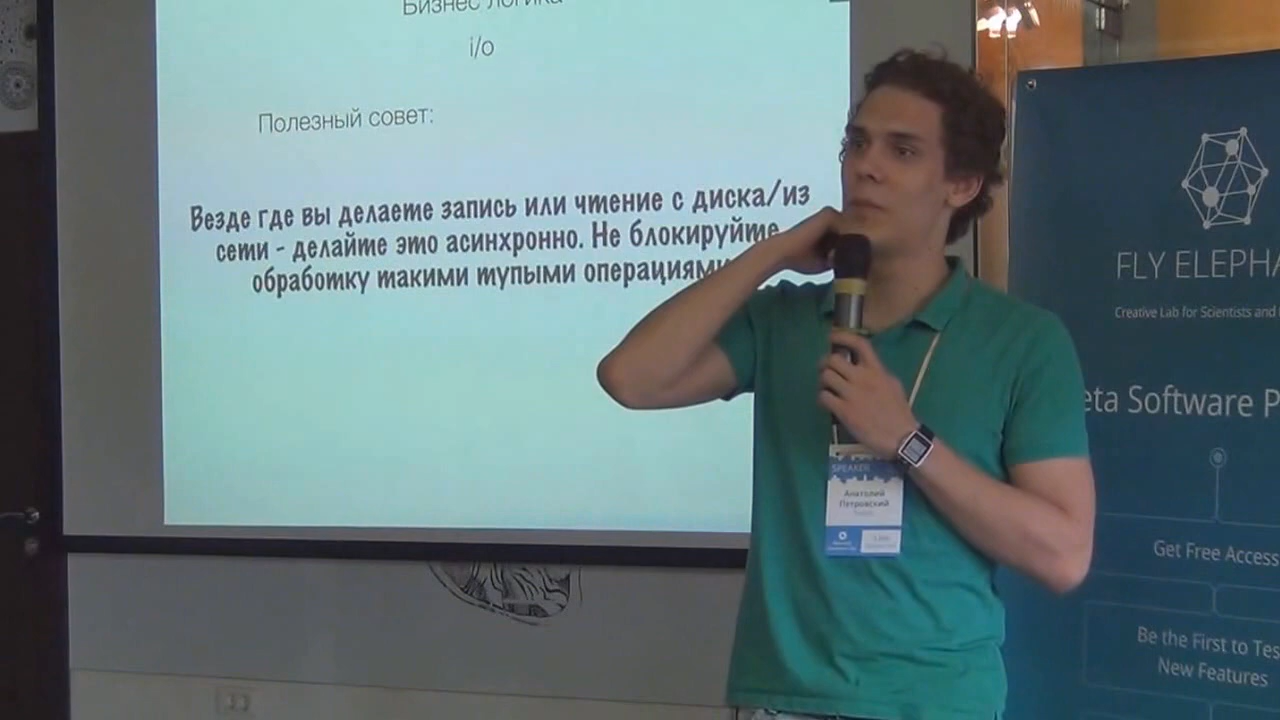 Бизнес логика
i/o
Полезный совет:
Везде где вы делаете запись или чтение с диска/из
сети - делайте это асинхронно. Не блокируйте
обработку такими тупыми операциями
SPEAKER
Анатолий
Петровский
FLY ELEPHA
Creative Lab for Scientists and
eta Software P
Get Free Access
Be the First to Tes
New Features